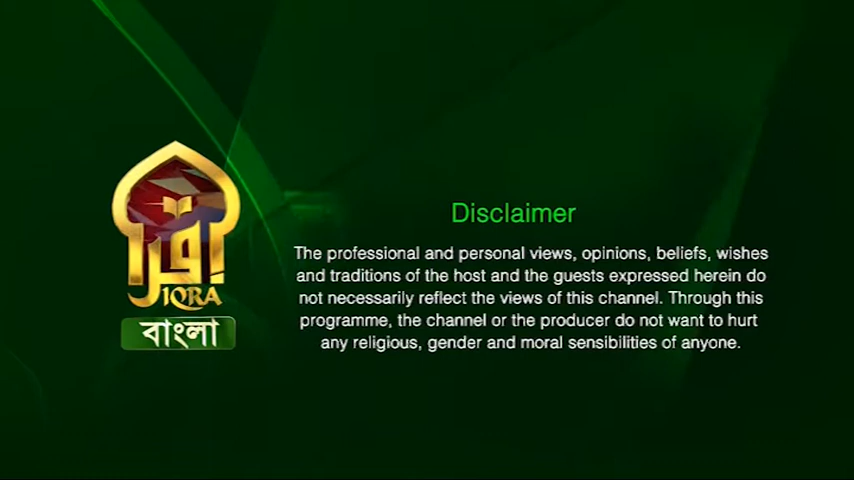 اقرأ
IQRA
বাংলা
Disclaimer
The professional and personal views, opinions, beliefs, wishes
and traditions of the host and the guests expressed herein do
not necessarily reflect the views of this channel. Through this
programme, the channel or the producer do not want to hurt
any religious, gender and moral sensibilities of anyone.